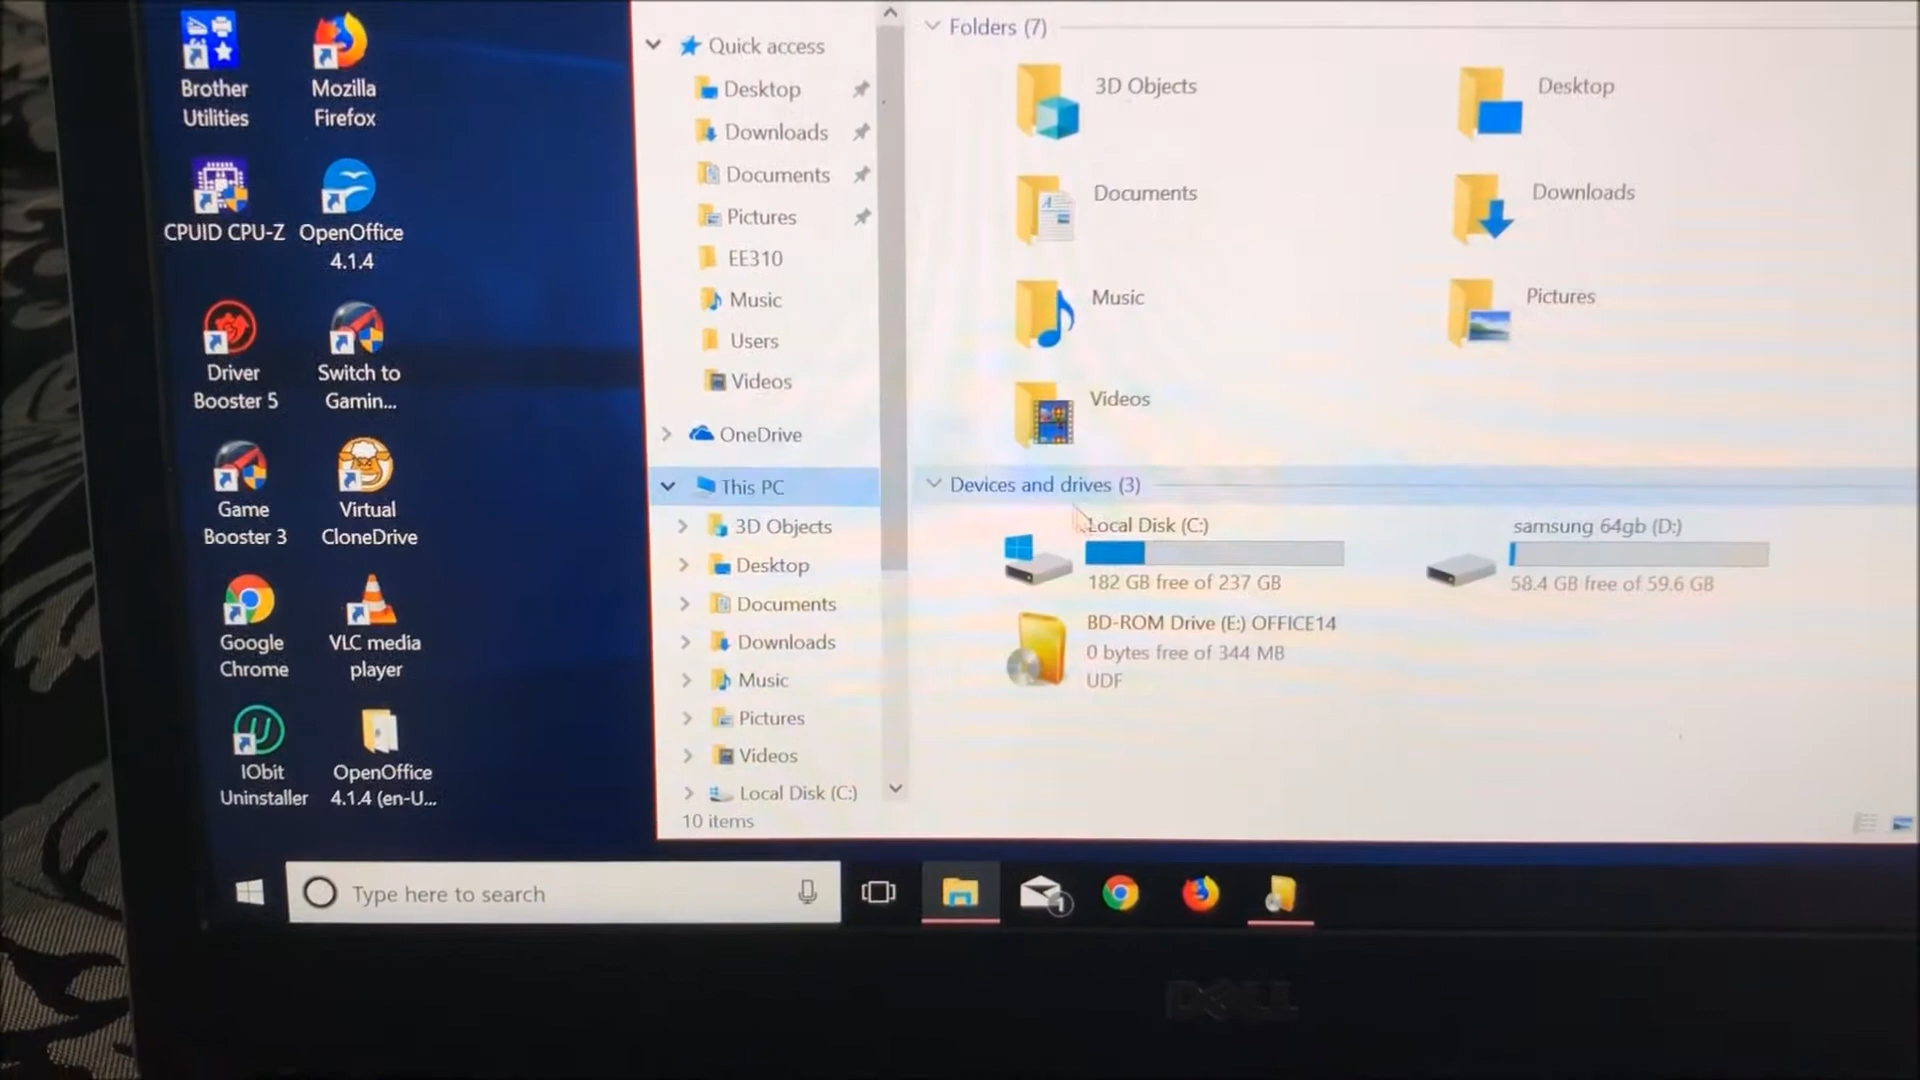 Brother
Utilities
Mozilla
Firefox
CPUID CPU-Z
OpenOffice
4.1.4
Driver
Booster 5
Switch to
Gamin...
Game
Booster 3
Virtual
CloneDrive
Google
Chrome
VLC media
player
IObit
Uninstaller
OpenOffice
4.1.4 (en-U...
Quick access
Desktop
Downloads
Documents
Pictures
EE310
Music
Users
Videos
OneDrive
This PC
3D Objects
Desktop
Documents
Downloads
Music
Pictures
Videos
Local Disk (C:)
10 items
Folders (7)
3D Objects
Desktop
Documents
Downloads
Music
Pictures
Videos
Devices and drives (3)
Local Disk (C:)
182 GB free of 237 GB
samsung 64gb (D:)
58.4 GB free of 59.6 GB
BD-ROM Drive (E:) OFFICE14
0 bytes free of 344 MB
UDF
Type here to search
1
DELL